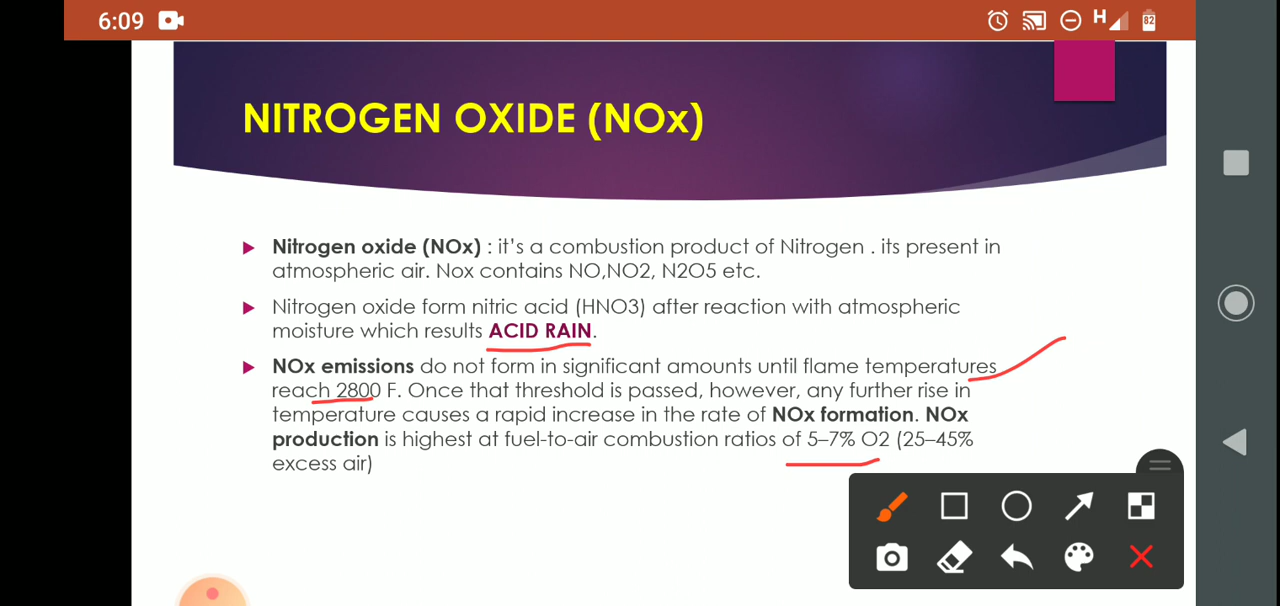 6:09
H
82
NITROGEN OXIDE (NOx)
Nitrogen oxide (NOx) : it's a combustion product of Nitrogen . its present in
atmospheric air. Nox contains NO,NO2, N2O5 etc.
Nitrogen oxide form nitric acid (HNO3) after reaction with atmospheric
moisture which results ACID RAIN.
NOx emissions do not form in significant amounts until flame temperatures
reach 2800 F. Once that threshold is passed, however, any further rise in
temperature causes a rapid increase in the rate of NOx formation. NOx
production is highest at fuel-to-air combustion ratios of 5–7% O2 (25–45%
excess air)